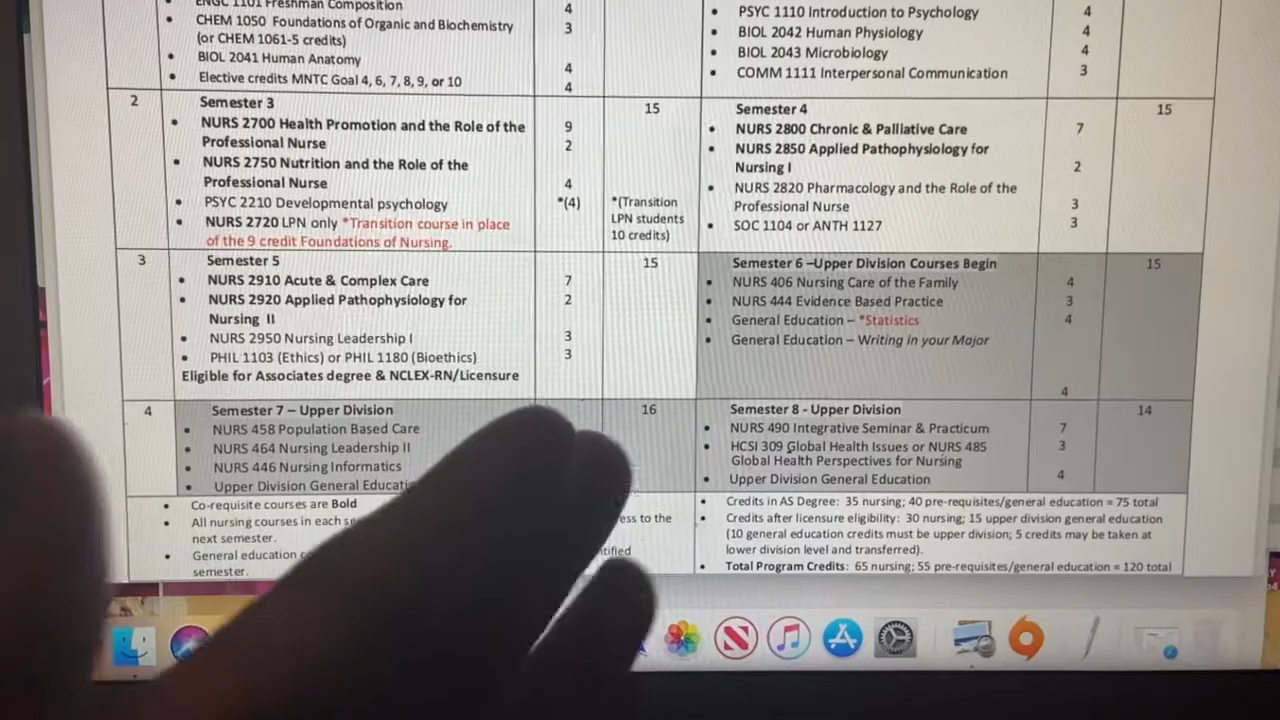 ENGC 1101 Freshman Composition 4
CHEM 1050 Foundations of Organic and Biochemistry 3
(or CHEM 1061-5 credits)
BIOL 2041 Human Anatomy 4
Elective credits MNTC Goal 4, 6, 7, 8, 9, or 10 4
PSYC 1110 Introduction to Psychology 4
BIOL 2042 Human Physiology 4
BIOL 2043 Microbiology 4
COMM 1111 Interpersonal Communication 3
2 Semester 3 15
NURS 2700 Health Promotion and the Role of the 9
Professional Nurse 2
NURS 2750 Nutrition and the Role of the
Professional Nurse 4
PSYC 2210 Developmental psychology *(4) *(Transition
NURS 2720 LPN only *Transition course in place LPN students
of the 9 credit Foundations of Nursing. 10 credits)
Semester 4 15
NURS 2800 Chronic & Palliative Care 7
NURS 2850 Applied Pathophysiology for
Nursing I 2
NURS 2820 Pharmacology and the Role of the
Professional Nurse 3
SOC 1104 or ANTH 1127 3
3 Semester 5 15
NURS 2910 Acute & Complex Care 7
NURS 2920 Applied Pathophysiology for 2
Nursing II
NURS 2950 Nursing Leadership I 3
PHIL 1103 (Ethics) or PHIL 1180 (Bioethics) 3
Eligible for Associates degree & NCLEX-RN/Licensure
Semester 6 –Upper Division Courses Begin 15
NURS 406 Nursing Care of the Family 4
NURS 444 Evidence Based Practice 3
General Education – *Statistics 4
General Education – Writing in your Major
4
4 Semester 7 – Upper Division 16
NURS 458 Population Based Care
NURS 464 Nursing Leadership II
NURS 446 Nursing Informatics
Upper Division General Educati
Semester 8 - Upper Division 14
NURS 490 Integrative Seminar & Practicum 7
HCSI 309 Global Health Issues or NURS 485 3
Global Health Perspectives for Nursing
Upper Division General Education 4
Co-requisite courses are Bold
All nursing courses in each ess to the
next semester.
General education tified
semester.
Credits in AS Degree: 35 nursing; 40 pre-requisites/general education = 75 total
Credits after licensure eligibility: 30 nursing; 15 upper division general education
(10 general education credits must be upper division; 5 credits may be taken at
lower division level and transferred).
Total Program Credits: 65 nursing; 55 pre-requisites/general education = 120 total